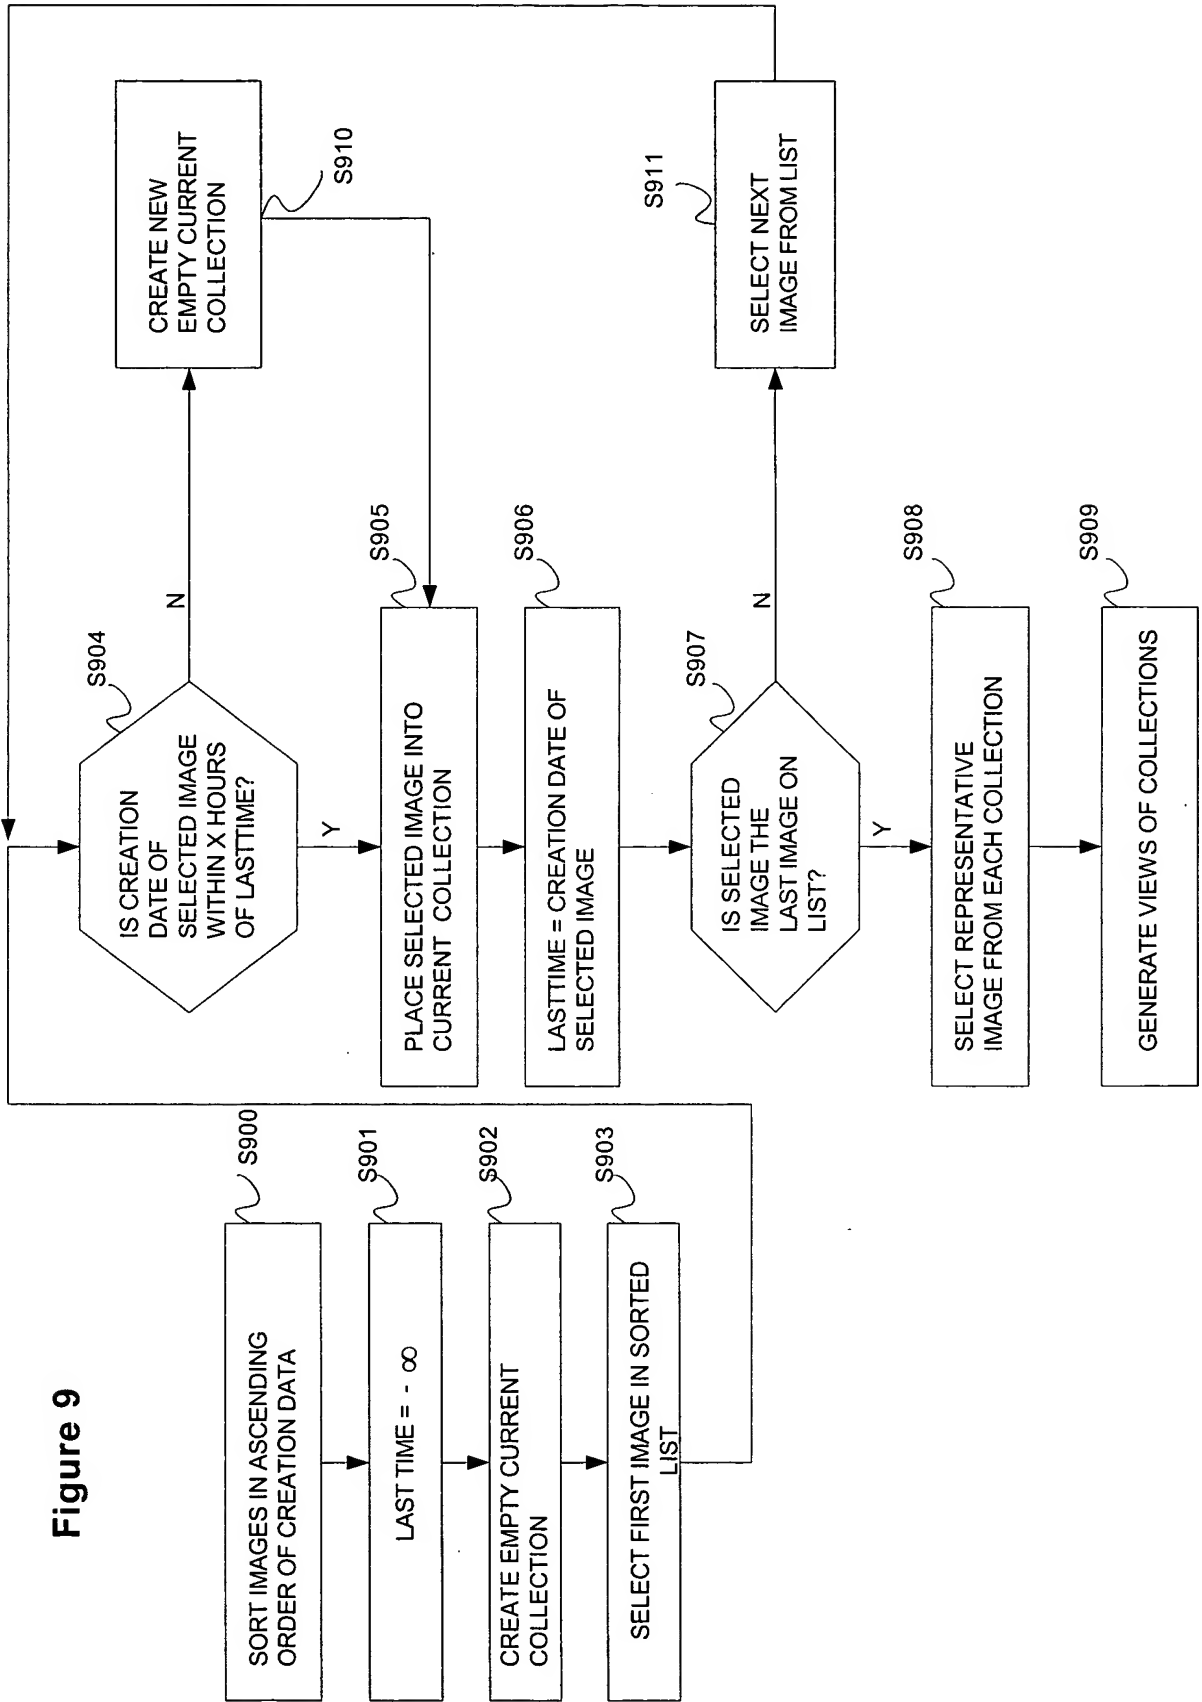 Figure 9
S900
SORT IMAGES IN ASCENDING
ORDER OF CREATION DATA
S901
LAST TIME = - ∞
S902
CREATE EMPTY CURRENT
COLLECTION
S903
SELECT FIRST IMAGE IN SORTED
LIST
S904
IS CREATION
DATE OF
SELECTED IMAGE
WITHIN X HOURS
OF LASTTIME?
N
Y
CREATE NEW
EMPTY CURRENT
COLLECTION
S910
S905
PLACE SELECTED IMAGE INTO
CURRENT COLLECTION
S906
LASTTIME = CREATION DATE OF
SELECTED IMAGE
S907
IS SELECTED
IMAGE THE
LAST IMAGE ON
LIST?
N
Y
S911
SELECT NEXT
IMAGE FROM LIST
S908
SELECT REPRESENTATIVE
IMAGE FROM EACH COLLECTION
S909
GENERATE VIEWS OF COLLECTIONS